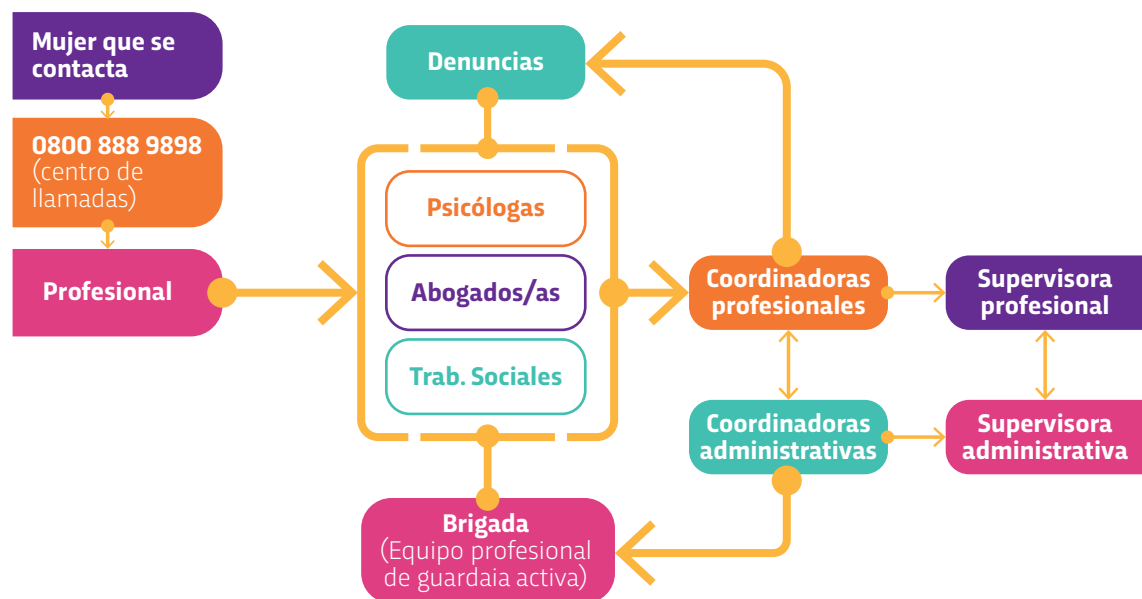 Mujer que se
contacta
0800 888 9898
(centro de
llamadas)
Profesional
Denuncias
Psicólogas
Abogados/as
Trab. Sociales
Brigada
(Equipo profesional
de guardaia activa)
Coordinadoras
profesionales
Supervisora
profesional
Coordinadoras
administrativas
Supervisora
administrativa